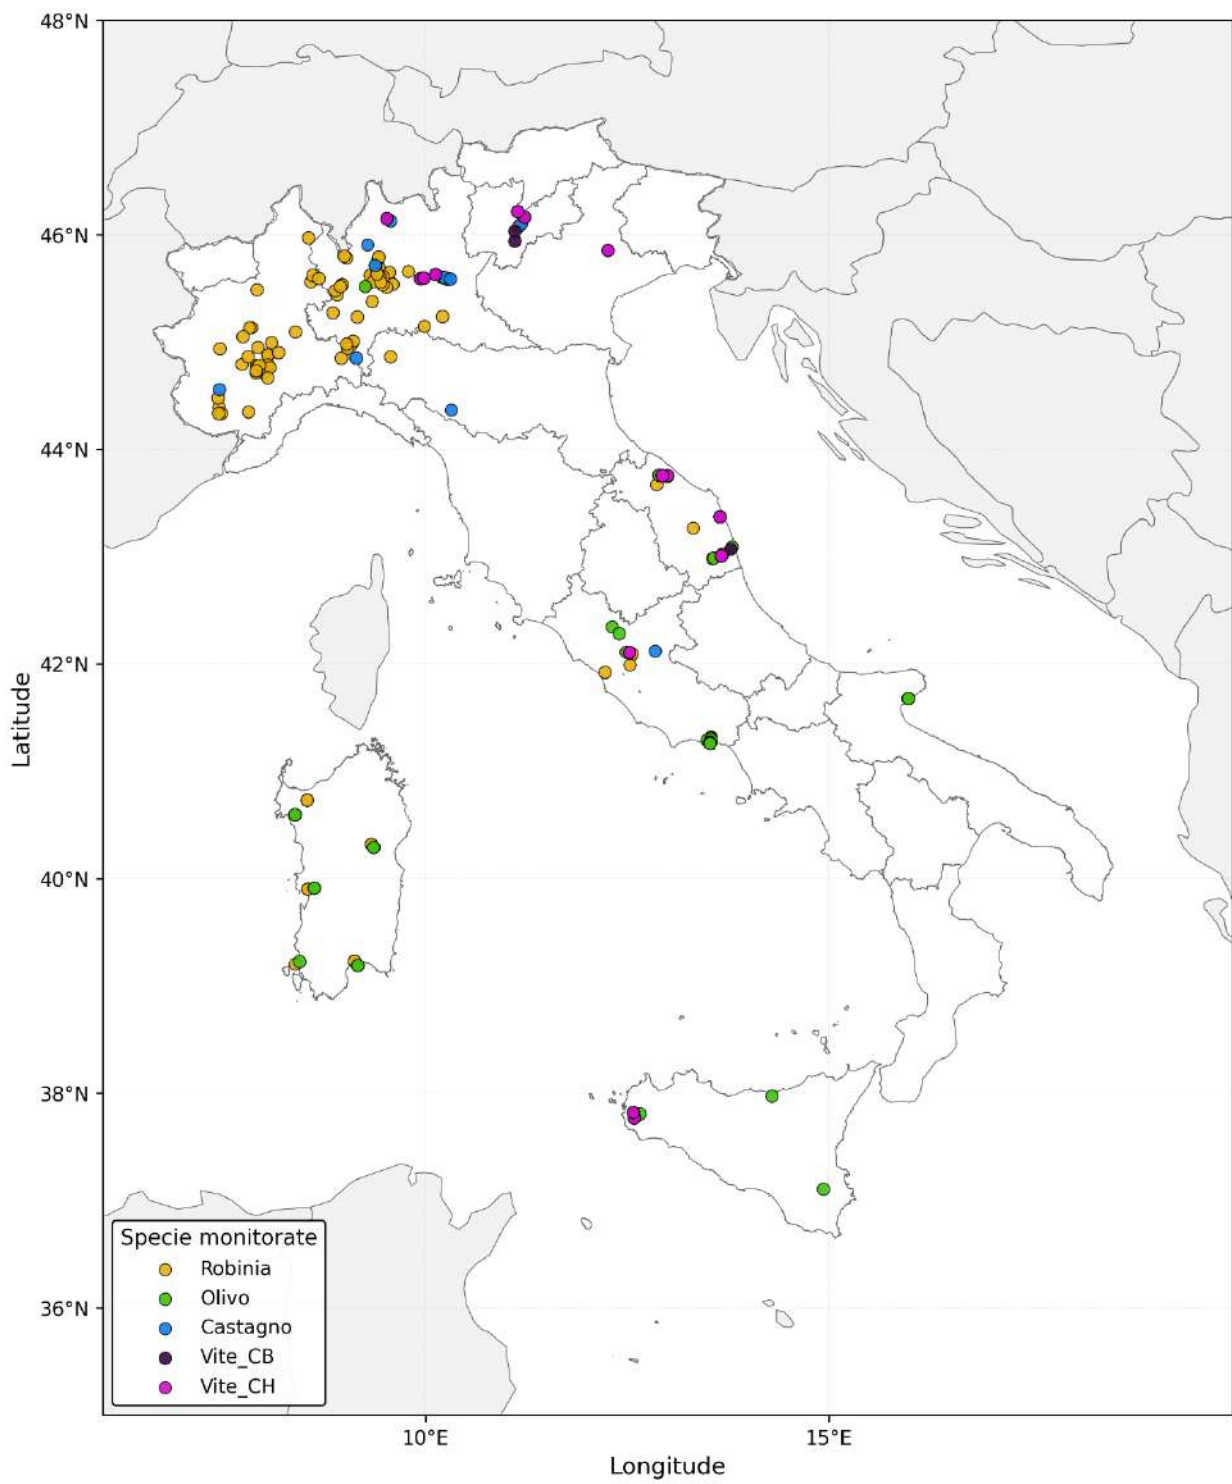 48°N
46°N
44°N
42°N
40°N
38°N
36°N
Latitude
Specie monitorate
Robinia
Olivo
Castagno
Vite_CB
Vite_CH
10°E
15°E
Longitude